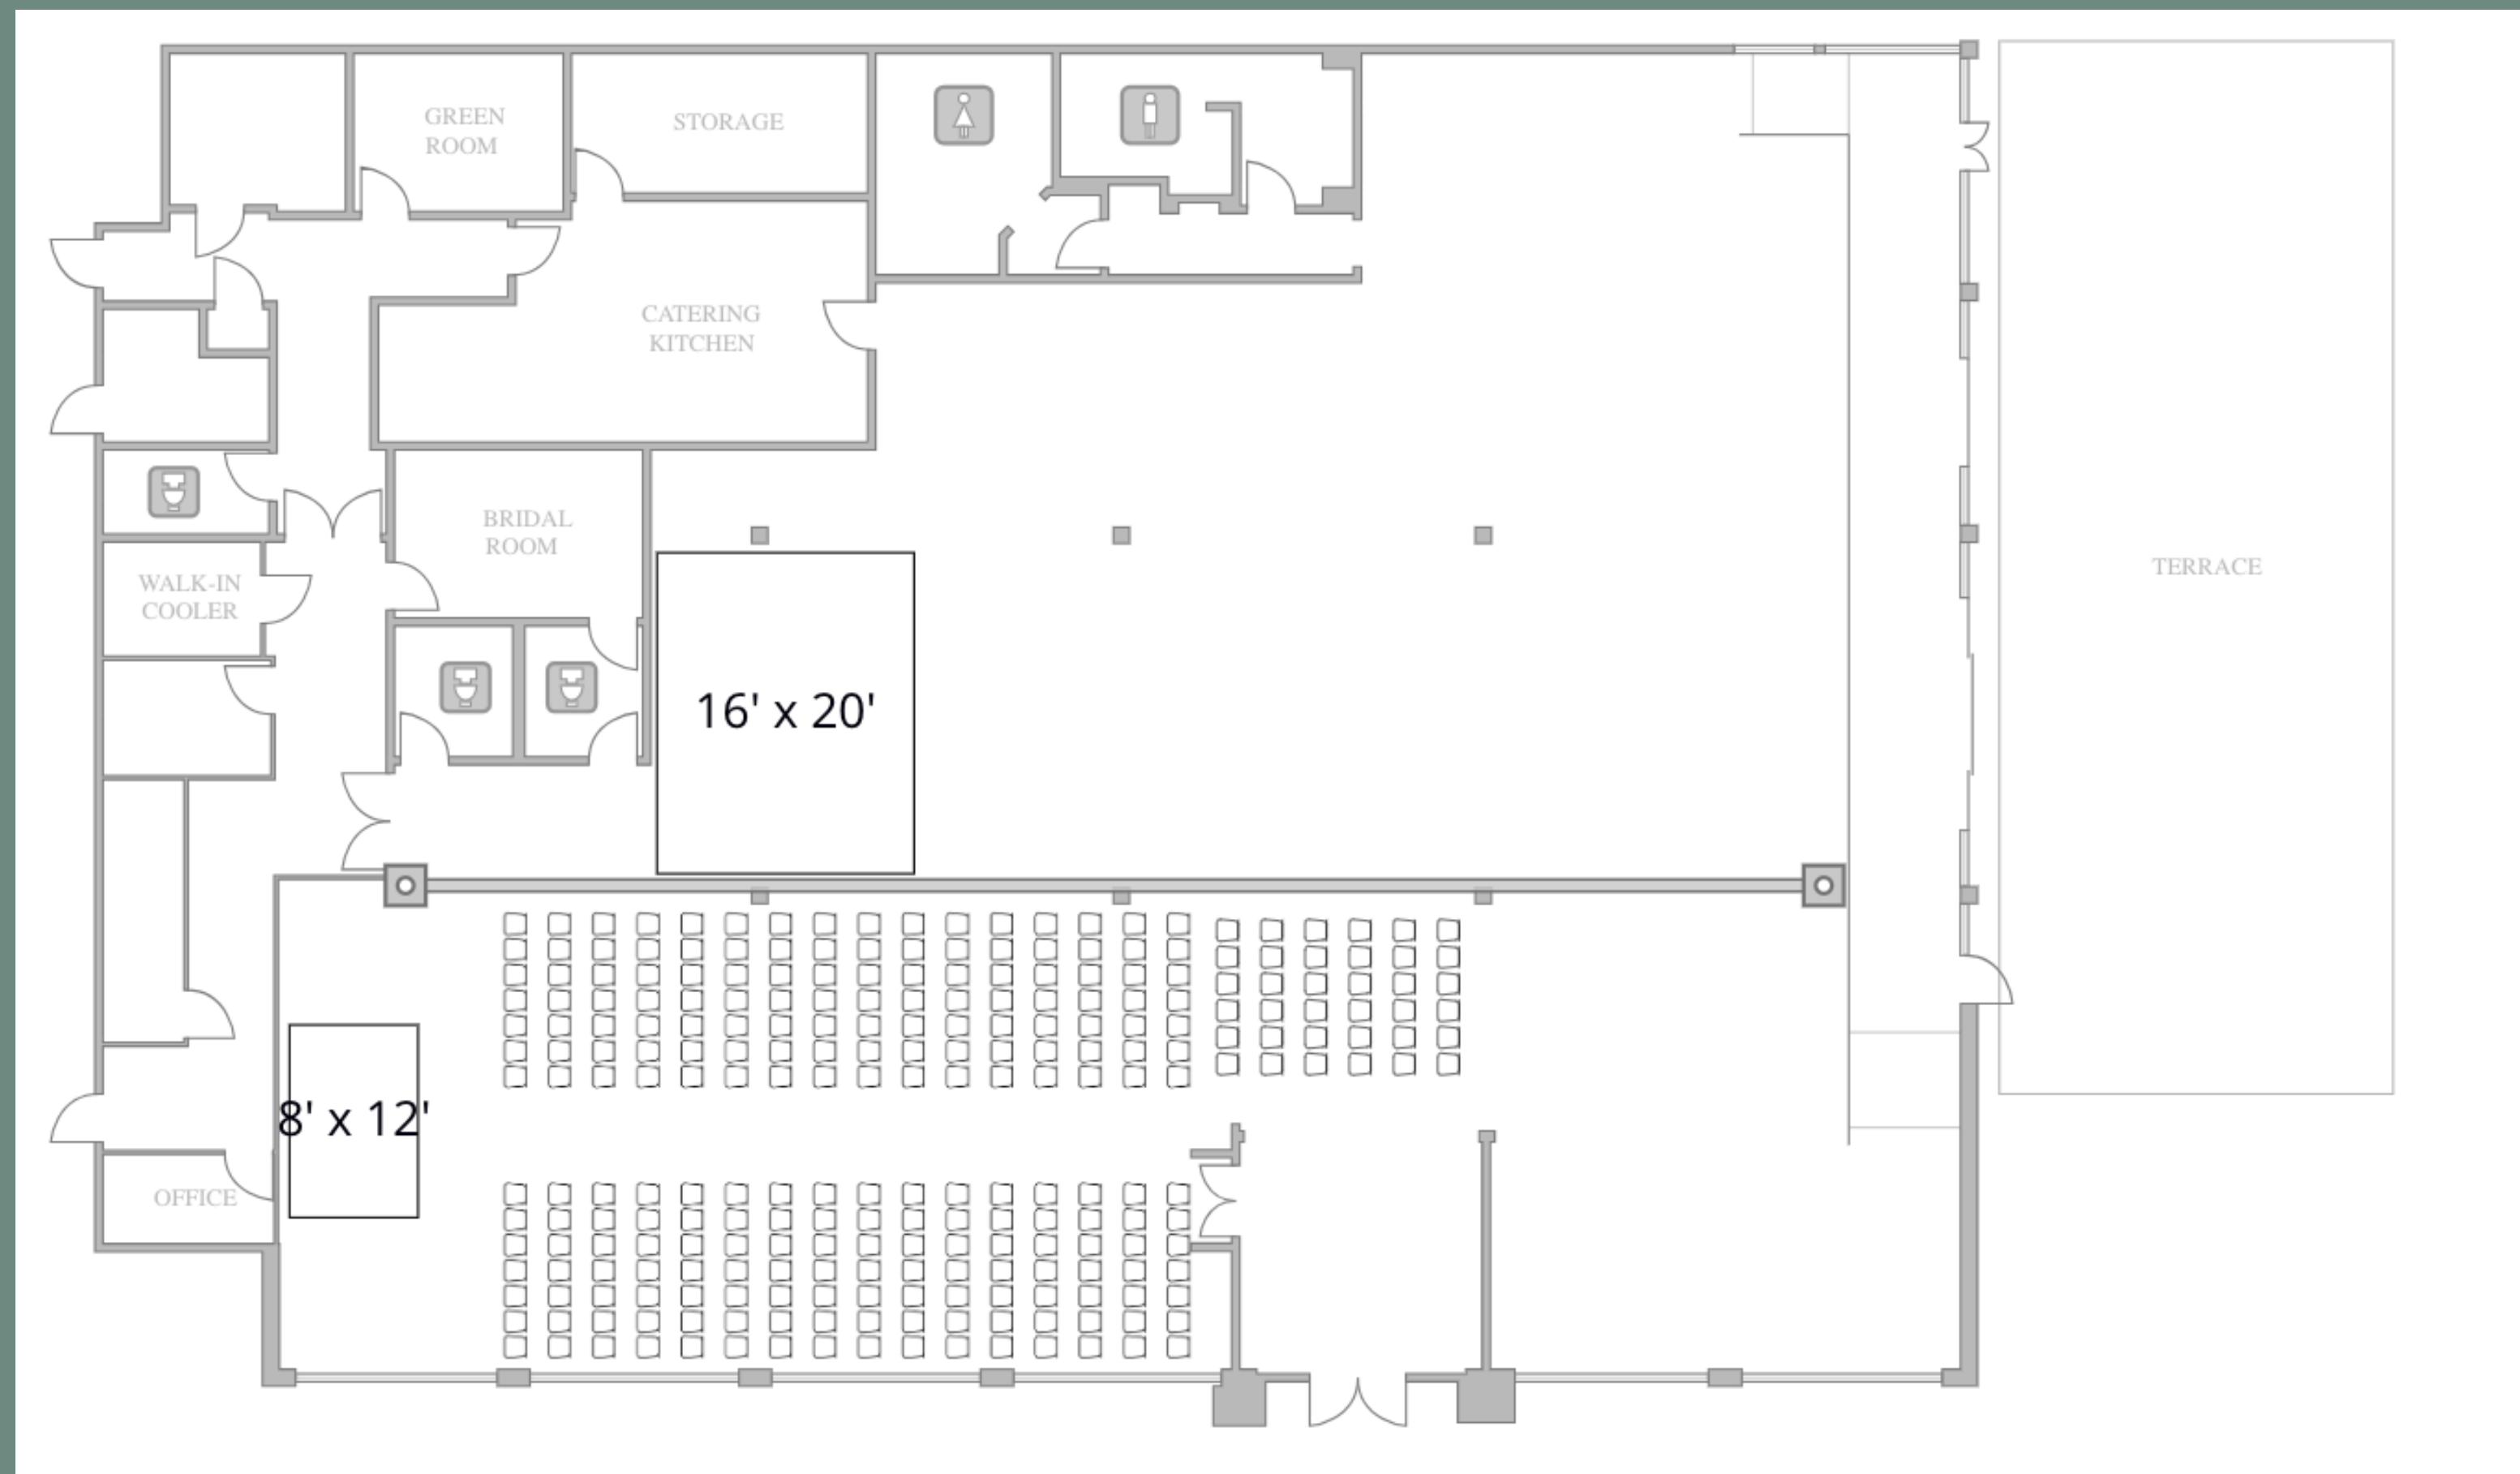 GREEN
ROOM
STORAGE
CATERING
KITCHEN
BRIDAL
ROOM
WALK-IN
COOLER
TERRACE
16' x 20'
8' x 12'
OFFICE